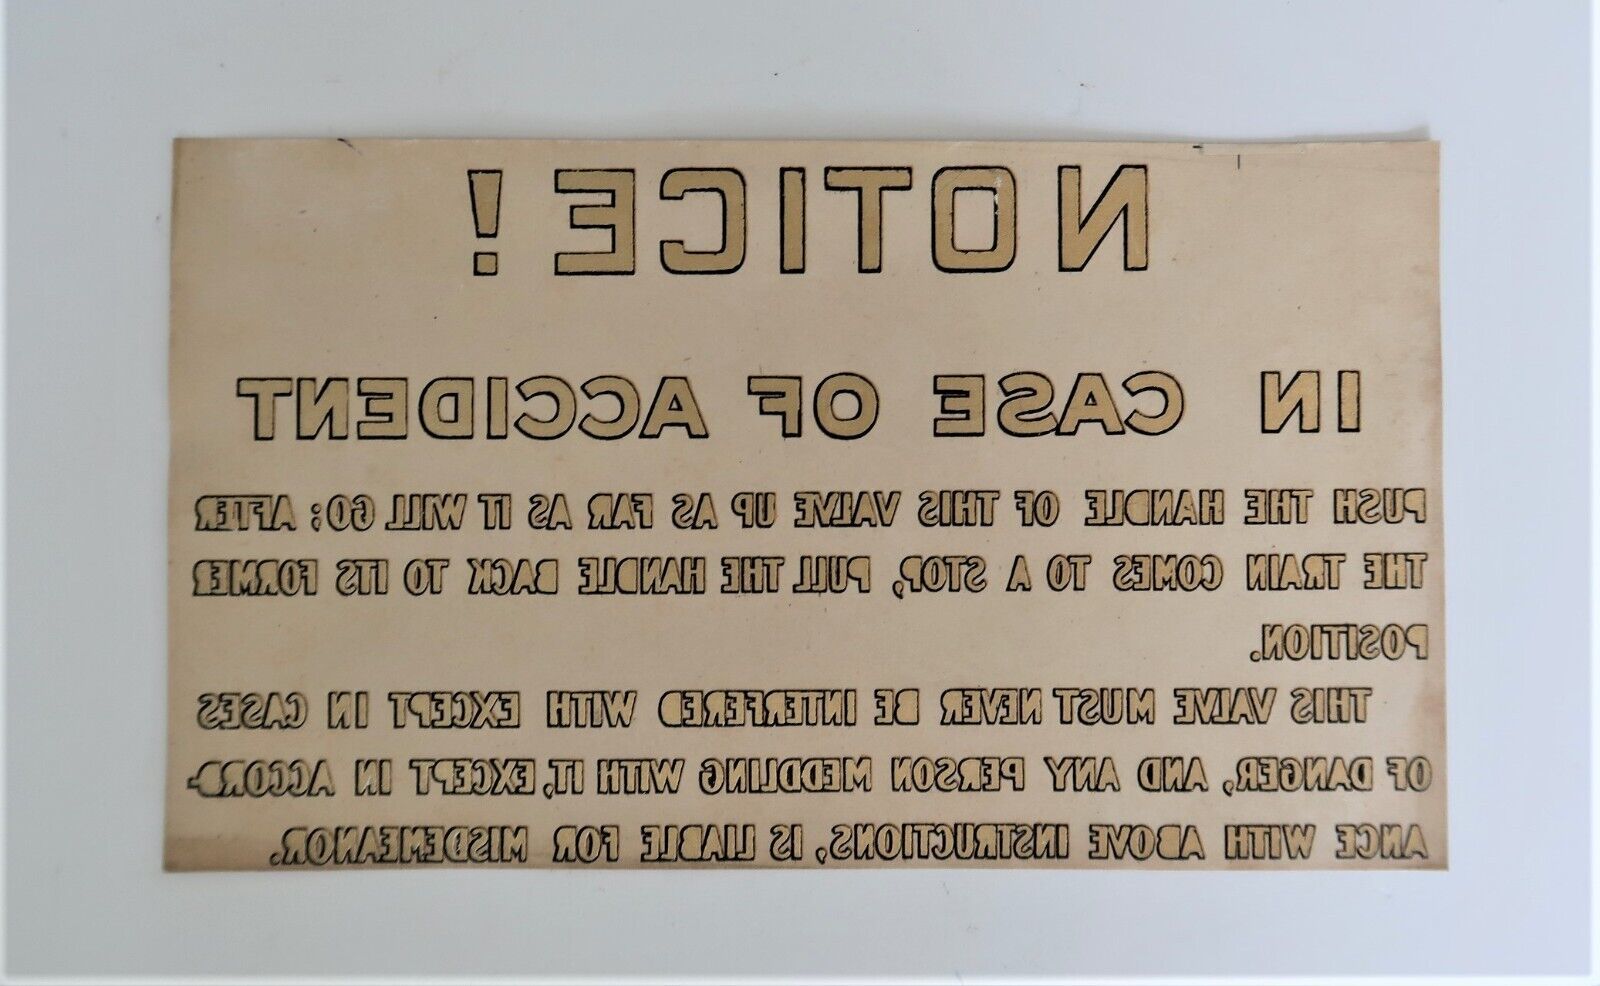 NOTICE!
IN CASE OF ACCIDENT
PUSH THE HANDLE OF THIS VALVE UP AS FAR AS IT WILL GO; AFTER
THE TRAIN COMES TO A STOP, PULL THE HANDLE BACK TO ITS FORMER
POSITION.
THIS VALVE MUST NEVER BE INTERFERED WITH EXCEPT IN CASES
OF DANGER, AND ANY PERSON MEDDLING WITH IT, EXCEPT IN ACCORD-
ANCE WITH ABOVE INSTRUCTIONS, IS LIABLE FOR MISDEMEANOR.